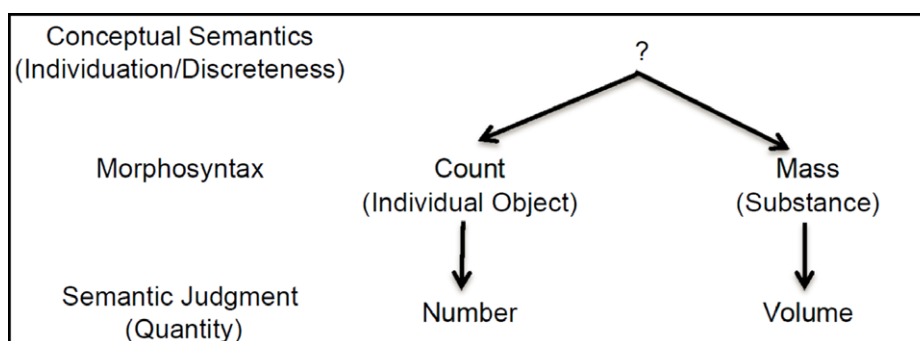 Conceptual Semantics
(Individuation/Discreteness)
?
Morphosyntax
Count
(Individual Object)
Mass
(Substance)
Semantic Judgment
(Quantity)
Number
Volume